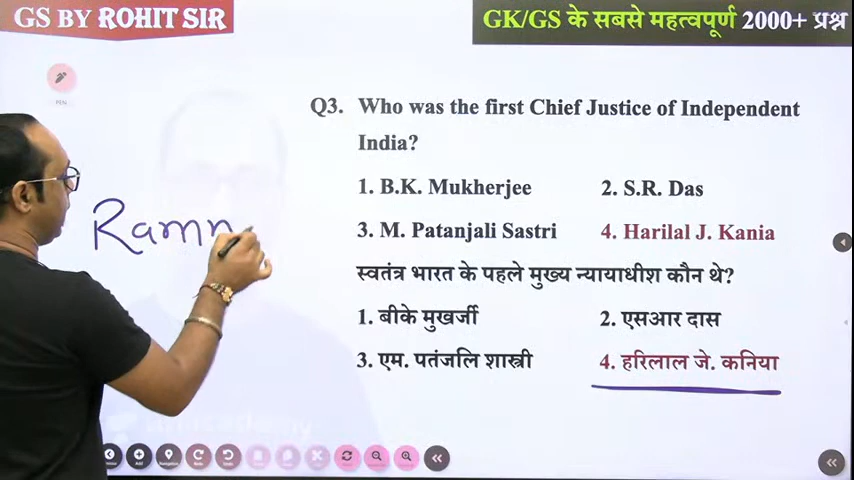 GS BY ROHIT SIR
GK/GS के सबसे महत्वपूर्ण 2000+ प्रश्न
PEN
Q3. Who was the first Chief Justice of Independent
India?
1. B.K. Mukherjee 2. S.R. Das
3. M. Patanjali Sastri 4. Harilal J. Kania
स्वतंत्र भारत के पहले मुख्य न्यायाधीश कौन थे?
1. बीके मुखर्जी 2. एसआर दास
3. एम. पतंजलि शास्त्री 4. हरिलाल जे. कनिया
Ramn